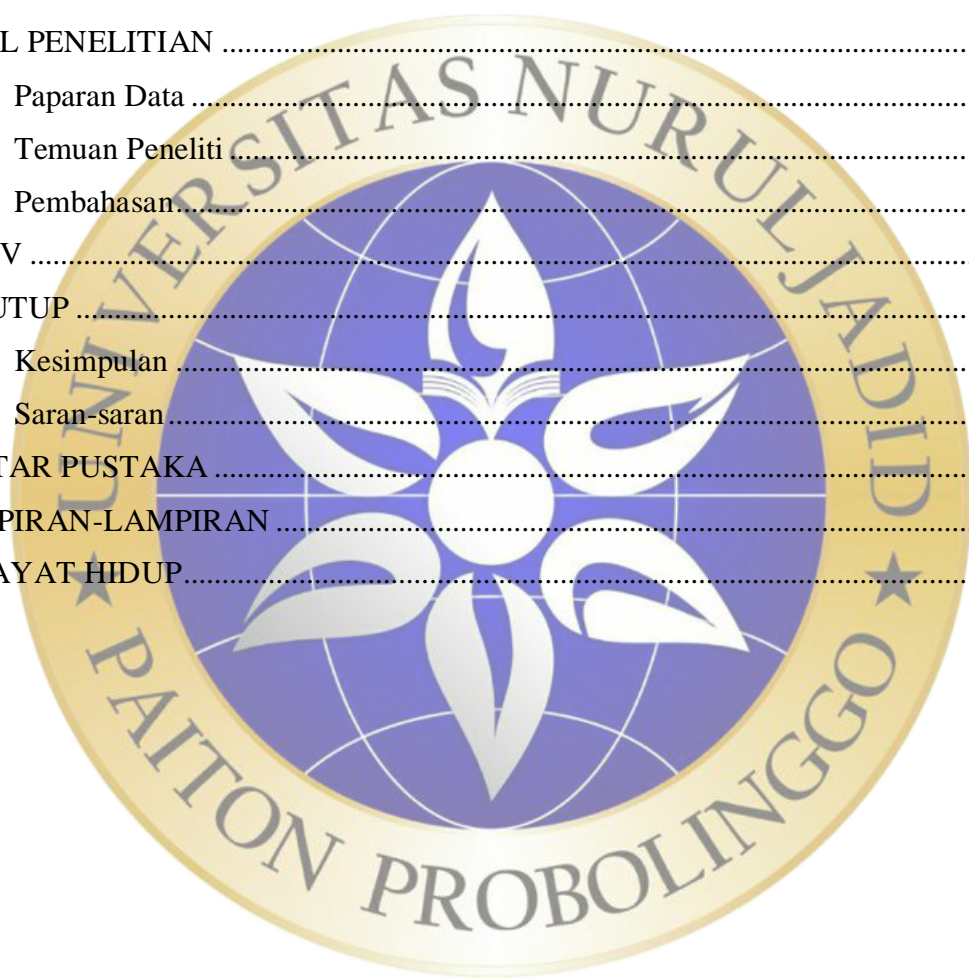 L PENELITIAN ..........................................................................................
Paparan Data ..........................................................................................
Temuan Peneliti ..........................................................................................
Pembahasan ..........................................................................................
V ..........................................................................................
UTUP ..........................................................................................
Kesimpulan ..........................................................................................
Saran-saran ..........................................................................................
TAR PUSTAKA ..........................................................................................
PIRAN-LAMPIRAN ..........................................................................................
AYAT HIDUP ..........................................................................................
UNIVERSITAS NURUL JADID
★ PAITON PROBOLINGGO ★